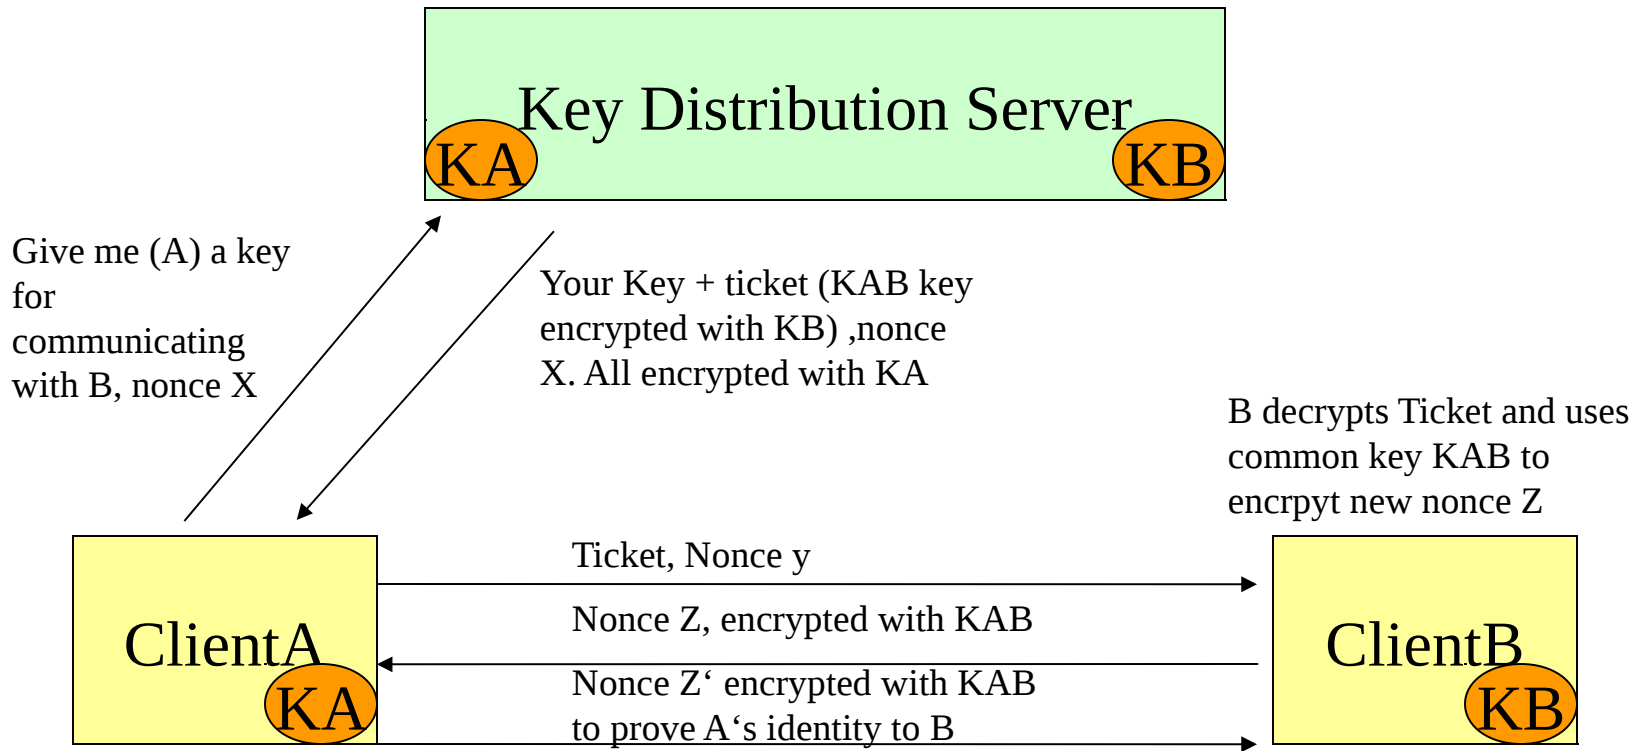 Key Distribution Server
KA
KB
Give me (A) a key
for
communicating
with B, nonce X
Your Key + ticket (KAB key
encrypted with KB) ,nonce
X. All encrypted with KA
B decrypts Ticket and uses
common key KAB to
encrpyt new nonce Z
ClientA
KA
Ticket, Nonce y
Nonce Z, encrypted with KAB
Nonce Z‘ encrypted with KAB
to prove A‘s identity to B
ClientB
KB